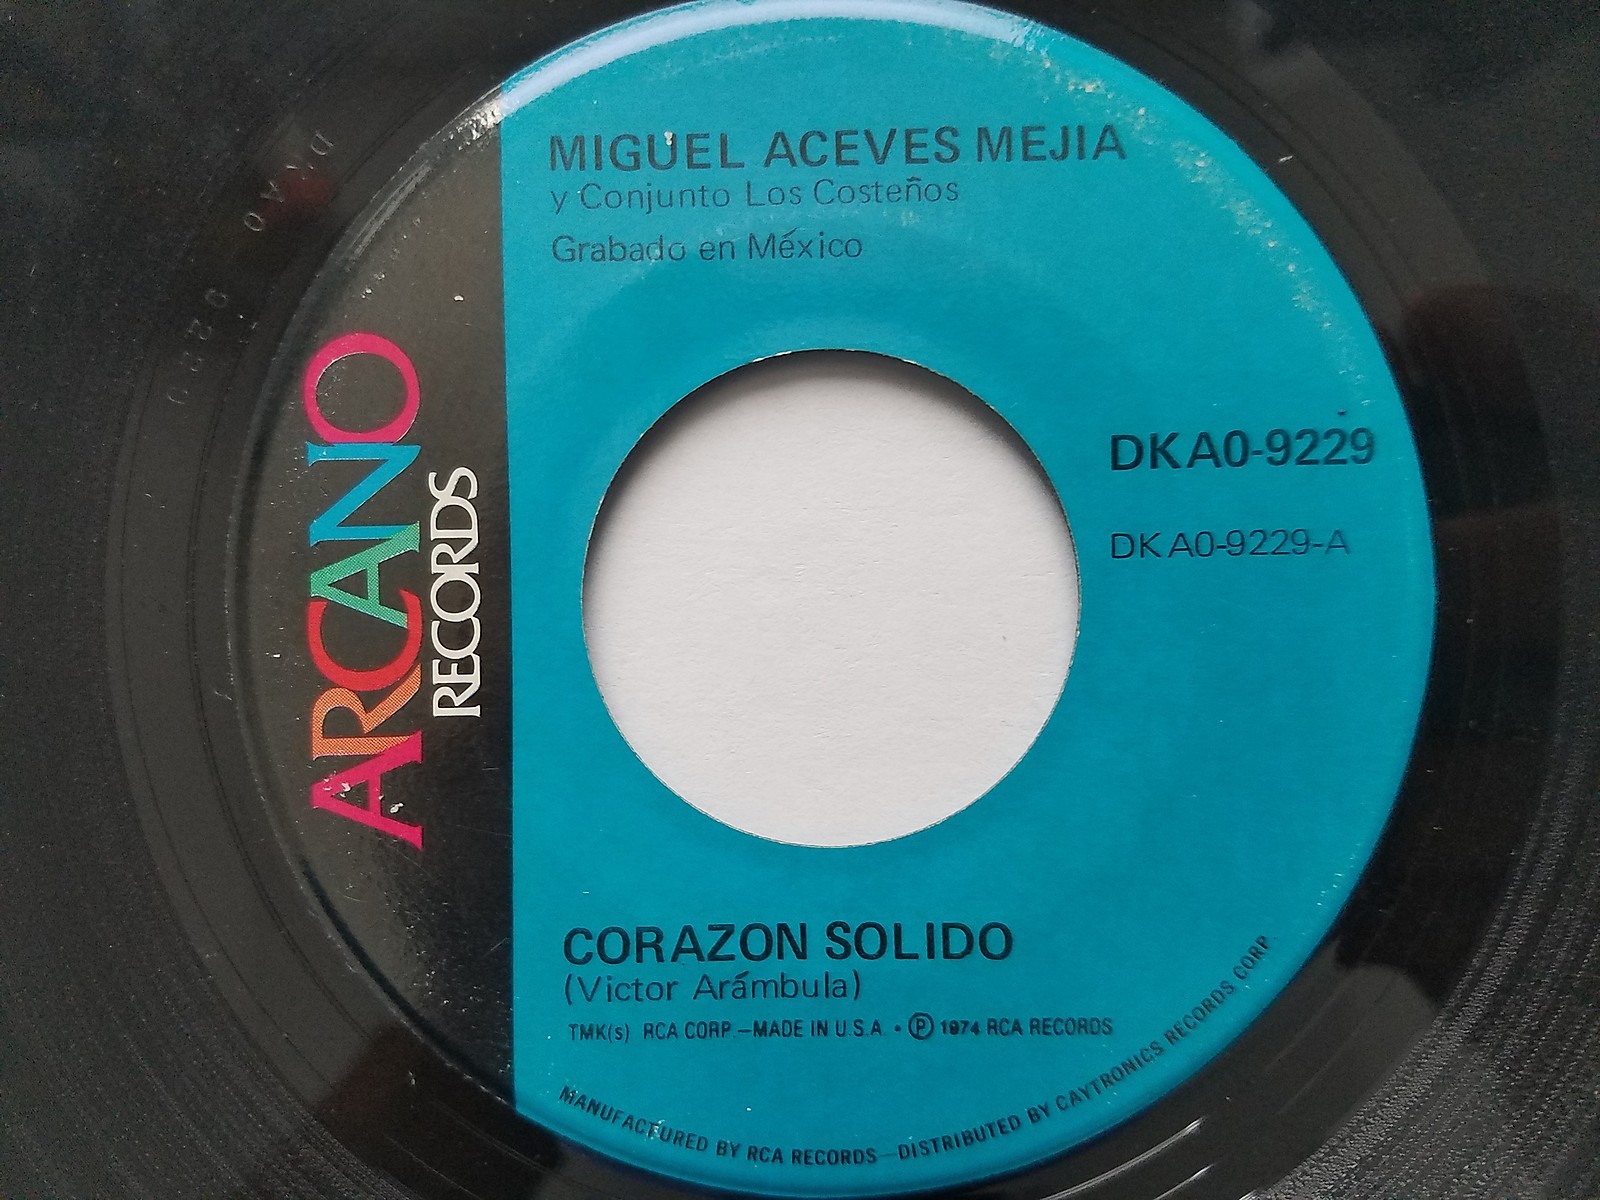 MIGUEL ACEVES MEJIA
y Conjunto Los Costeños
Grabado en México
ARCANO
RECORDS
DKA0-9229
DKA0-9229-A
CORAZON SOLIDO
(Victor Arámbula)
TMK(s) RCA CORP.—MADE IN U.S.A. • ℗ 1974 RCA RECORDS
MANUFACTURED BY RCA RECORDS—DISTRIBUTED BY CAYTRONICS RECORDS CORP.